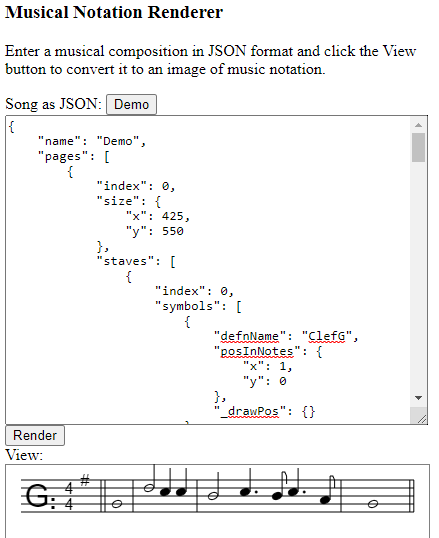 Musical Notation Renderer
Enter a musical composition in JSON format and click the View
button to convert it to an image of music notation.
Song as JSON: Demo
{
    "name": "Demo",
    "pages": [
        {
            "index": 0,
            "size": {
                "x": 425,
                "y": 550
            },
            "staves": [
                {
                    "index": 0,
                    "symbols": [
                        {
                            "defnName": "ClefG",
                            "posInNotes": {
                                "x": 1,
                                "y": 0
                            },
                            "_drawPos": {}
Render
View:
G: 4 4 #